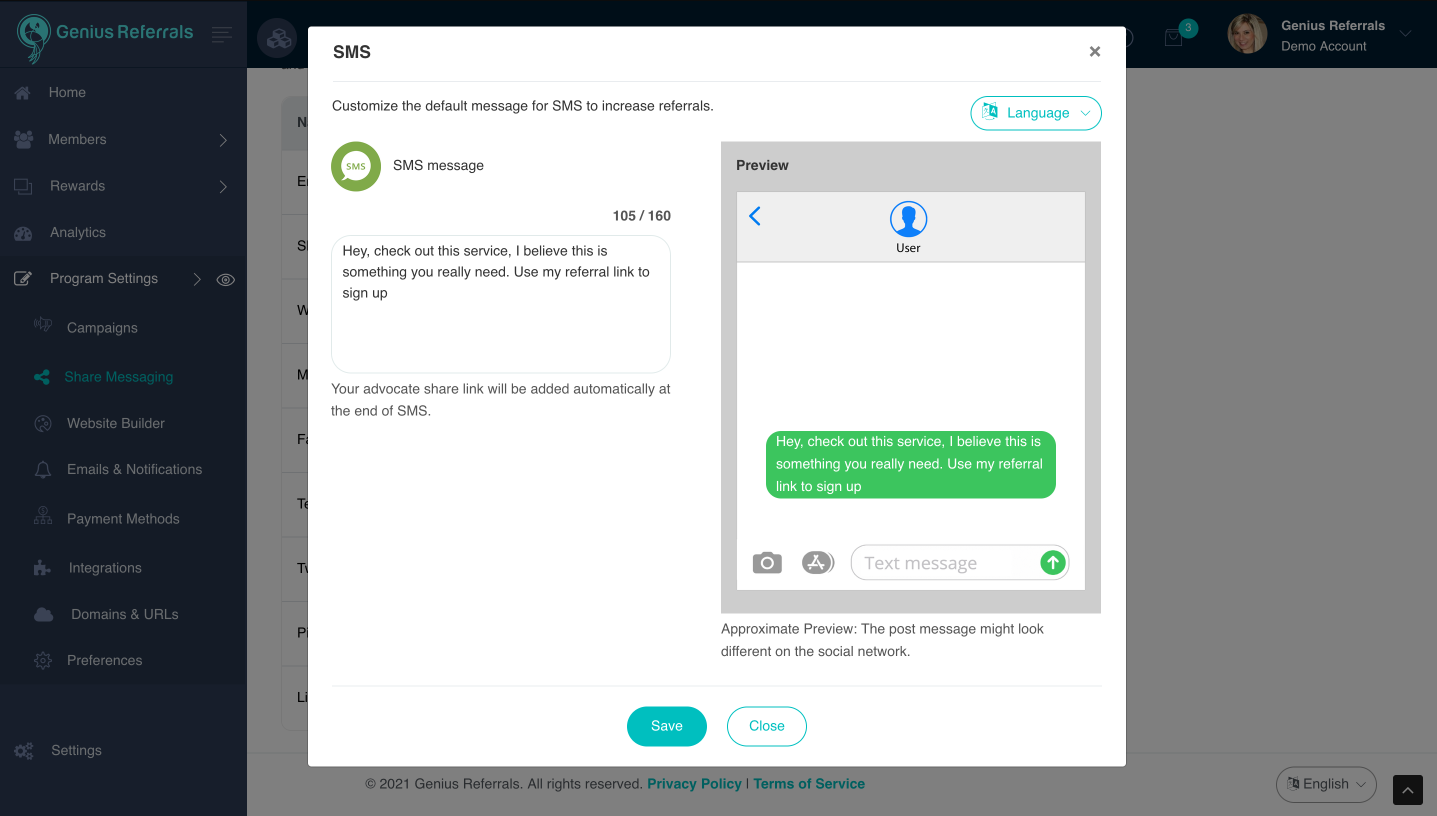 Genius Referrals
3
Genius Referrals
Demo Account
Home
Members
Rewards
Analytics
Program Settings
Campaigns
Share Messaging
Website Builder
Emails & Notifications
Payment Methods
Integrations
Domains & URLs
Preferences
Settings
SMS
×
Customize the default message for SMS to increase referrals.
Language
SMS
SMS message
105 / 160
Hey, check out this service, I believe this is
something you really need. Use my referral link to
sign up
Your advocate share link will be added automatically at
the end of SMS.
Preview
User
Hey, check out this service, I believe this is
something you really need. Use my referral
link to sign up
Text message
Approximate Preview: The post message might look
different on the social network.
Save
Close
© 2021 Genius Referrals. All rights reserved. Privacy Policy | Terms of Service
English